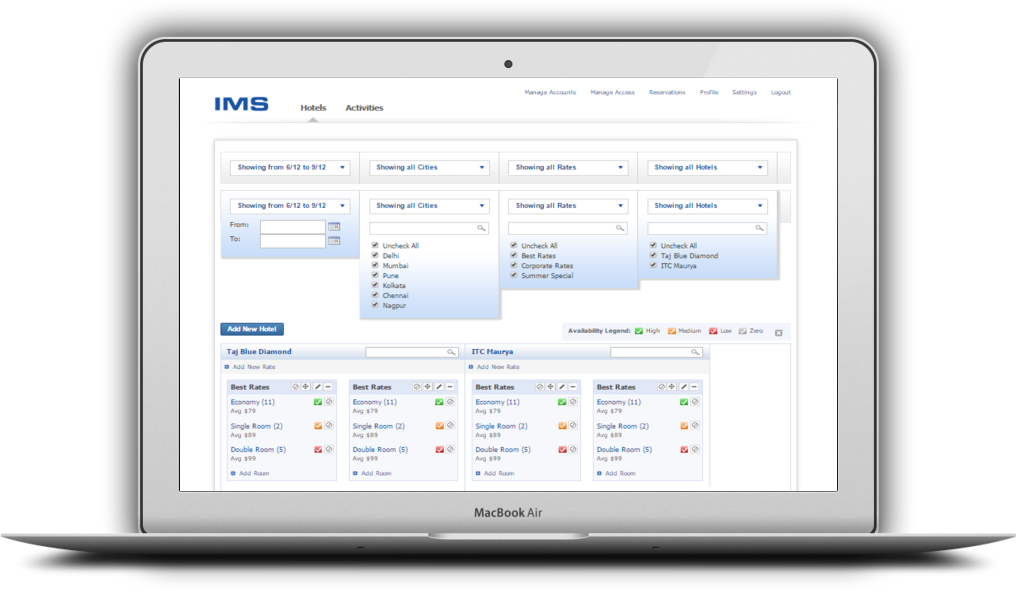 Manage Accounts Manage Access Reservations Profile Settings Logout
IMS Hotels Activities
Showing from 6/12 to 9/12 Showing all Cities Showing all Rates Showing all Hotels
Showing from 6/12 to 9/12 Showing all Cities Showing all Rates Showing all Hotels
From:
To:
Uncheck All
Delhi
Mumbai
Pune
Kolkata
Chennai
Nagpur
Uncheck All
Best Rates
Corporate Rates
Summer Special
Uncheck All
Taj Blue Diamond
ITC Maurya
Add New Hotel Availability Legend: High Medium Low Zero
Taj Blue Diamond ITC Maurya
Add New Rate Add New Rate
Best Rates Best Rates Best Rates Best Rates
Economy (11) Economy (11) Economy (11) Economy (11)
Avg $79 Avg $79 Avg $79 Avg $79
Single Room (2) Single Room (2) Single Room (2) Single Room (2)
Avg $89 Avg $89 Avg $89 Avg $89
Double Room (5) Double Room (5) Double Room (5) Double Room (5)
Avg $99 Avg $99 Avg $99 Avg $99
Add Room Add Room Add Room Add Room
MacBook Air